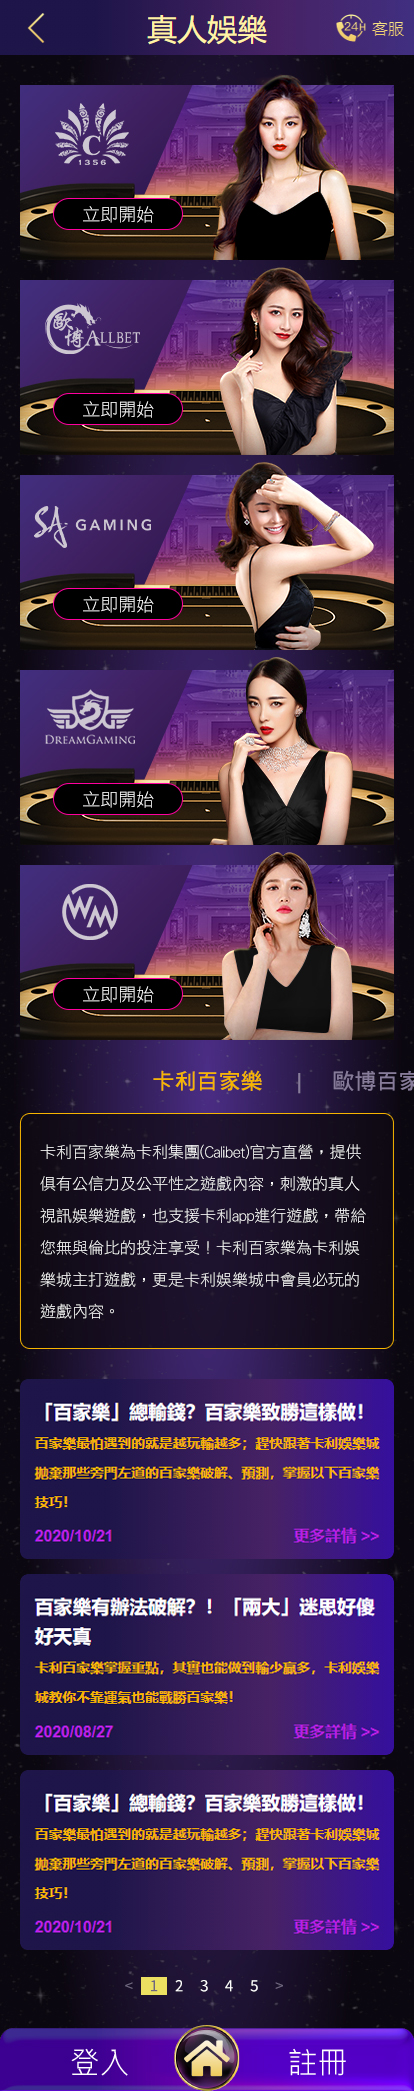 真人娛樂
24H 客服
C
1356
立即開始
歐博 ALLBET
立即開始
SA GAMING
立即開始
DREAMGAMING
立即開始
WM
立即開始
卡利百家樂 | 歐博百家
卡利百家樂為卡利集團(Calibet)官方直營，提供
俱有公信力及公平性之遊戲內容，刺激的真人
視訊娛樂遊戲，也支援卡利app進行遊戲，帶給
您無與倫比的投注享受！卡利百家樂為卡利娛
樂城主打遊戲，更是卡利娛樂城中會員必玩的
遊戲內容。
「百家樂」總輸錢？百家樂致勝這樣做！
百家樂最怕遇到的就是越玩輸越多；趕快跟著卡利娛樂城
拋棄那些旁門左道的百家樂破解、預測，掌握以下百家樂
技巧！
2020/10/21 更多詳情 >>
百家樂有辦法破解？！「兩大」迷思好傻
好天真
卡利百家樂掌握重點，其實也能做到輸少贏多，卡利娛樂
城教你不靠運氣也能戰勝百家樂！
2020/08/27 更多詳情 >>
「百家樂」總輸錢？百家樂致勝這樣做！
百家樂最怕遇到的就是越玩輸越多；趕快跟著卡利娛樂城
拋棄那些旁門左道的百家樂破解、預測，掌握以下百家樂
技巧！
2020/10/21 更多詳情 >>
< 1 2 3 4 5 >
登入 註冊